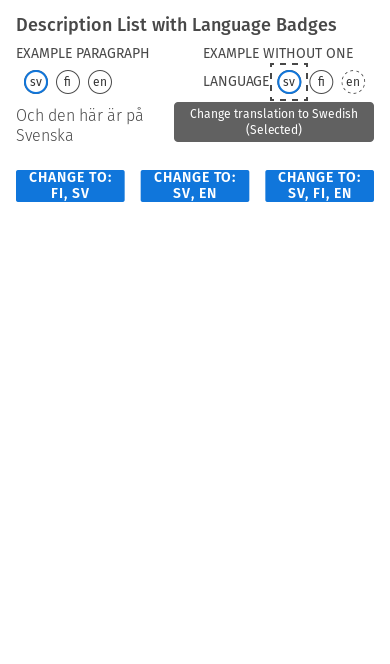 Description List with Language Badges
EXAMPLE PARAGRAPH
sv fi en
Och den här är på
Svenska
EXAMPLE WITHOUT ONE
LANGUAGE sv fi en
Change translation to Swedish
(Selected)
CHANGE TO:
FI, SV
CHANGE TO:
SV, EN
CHANGE TO:
SV, FI, EN